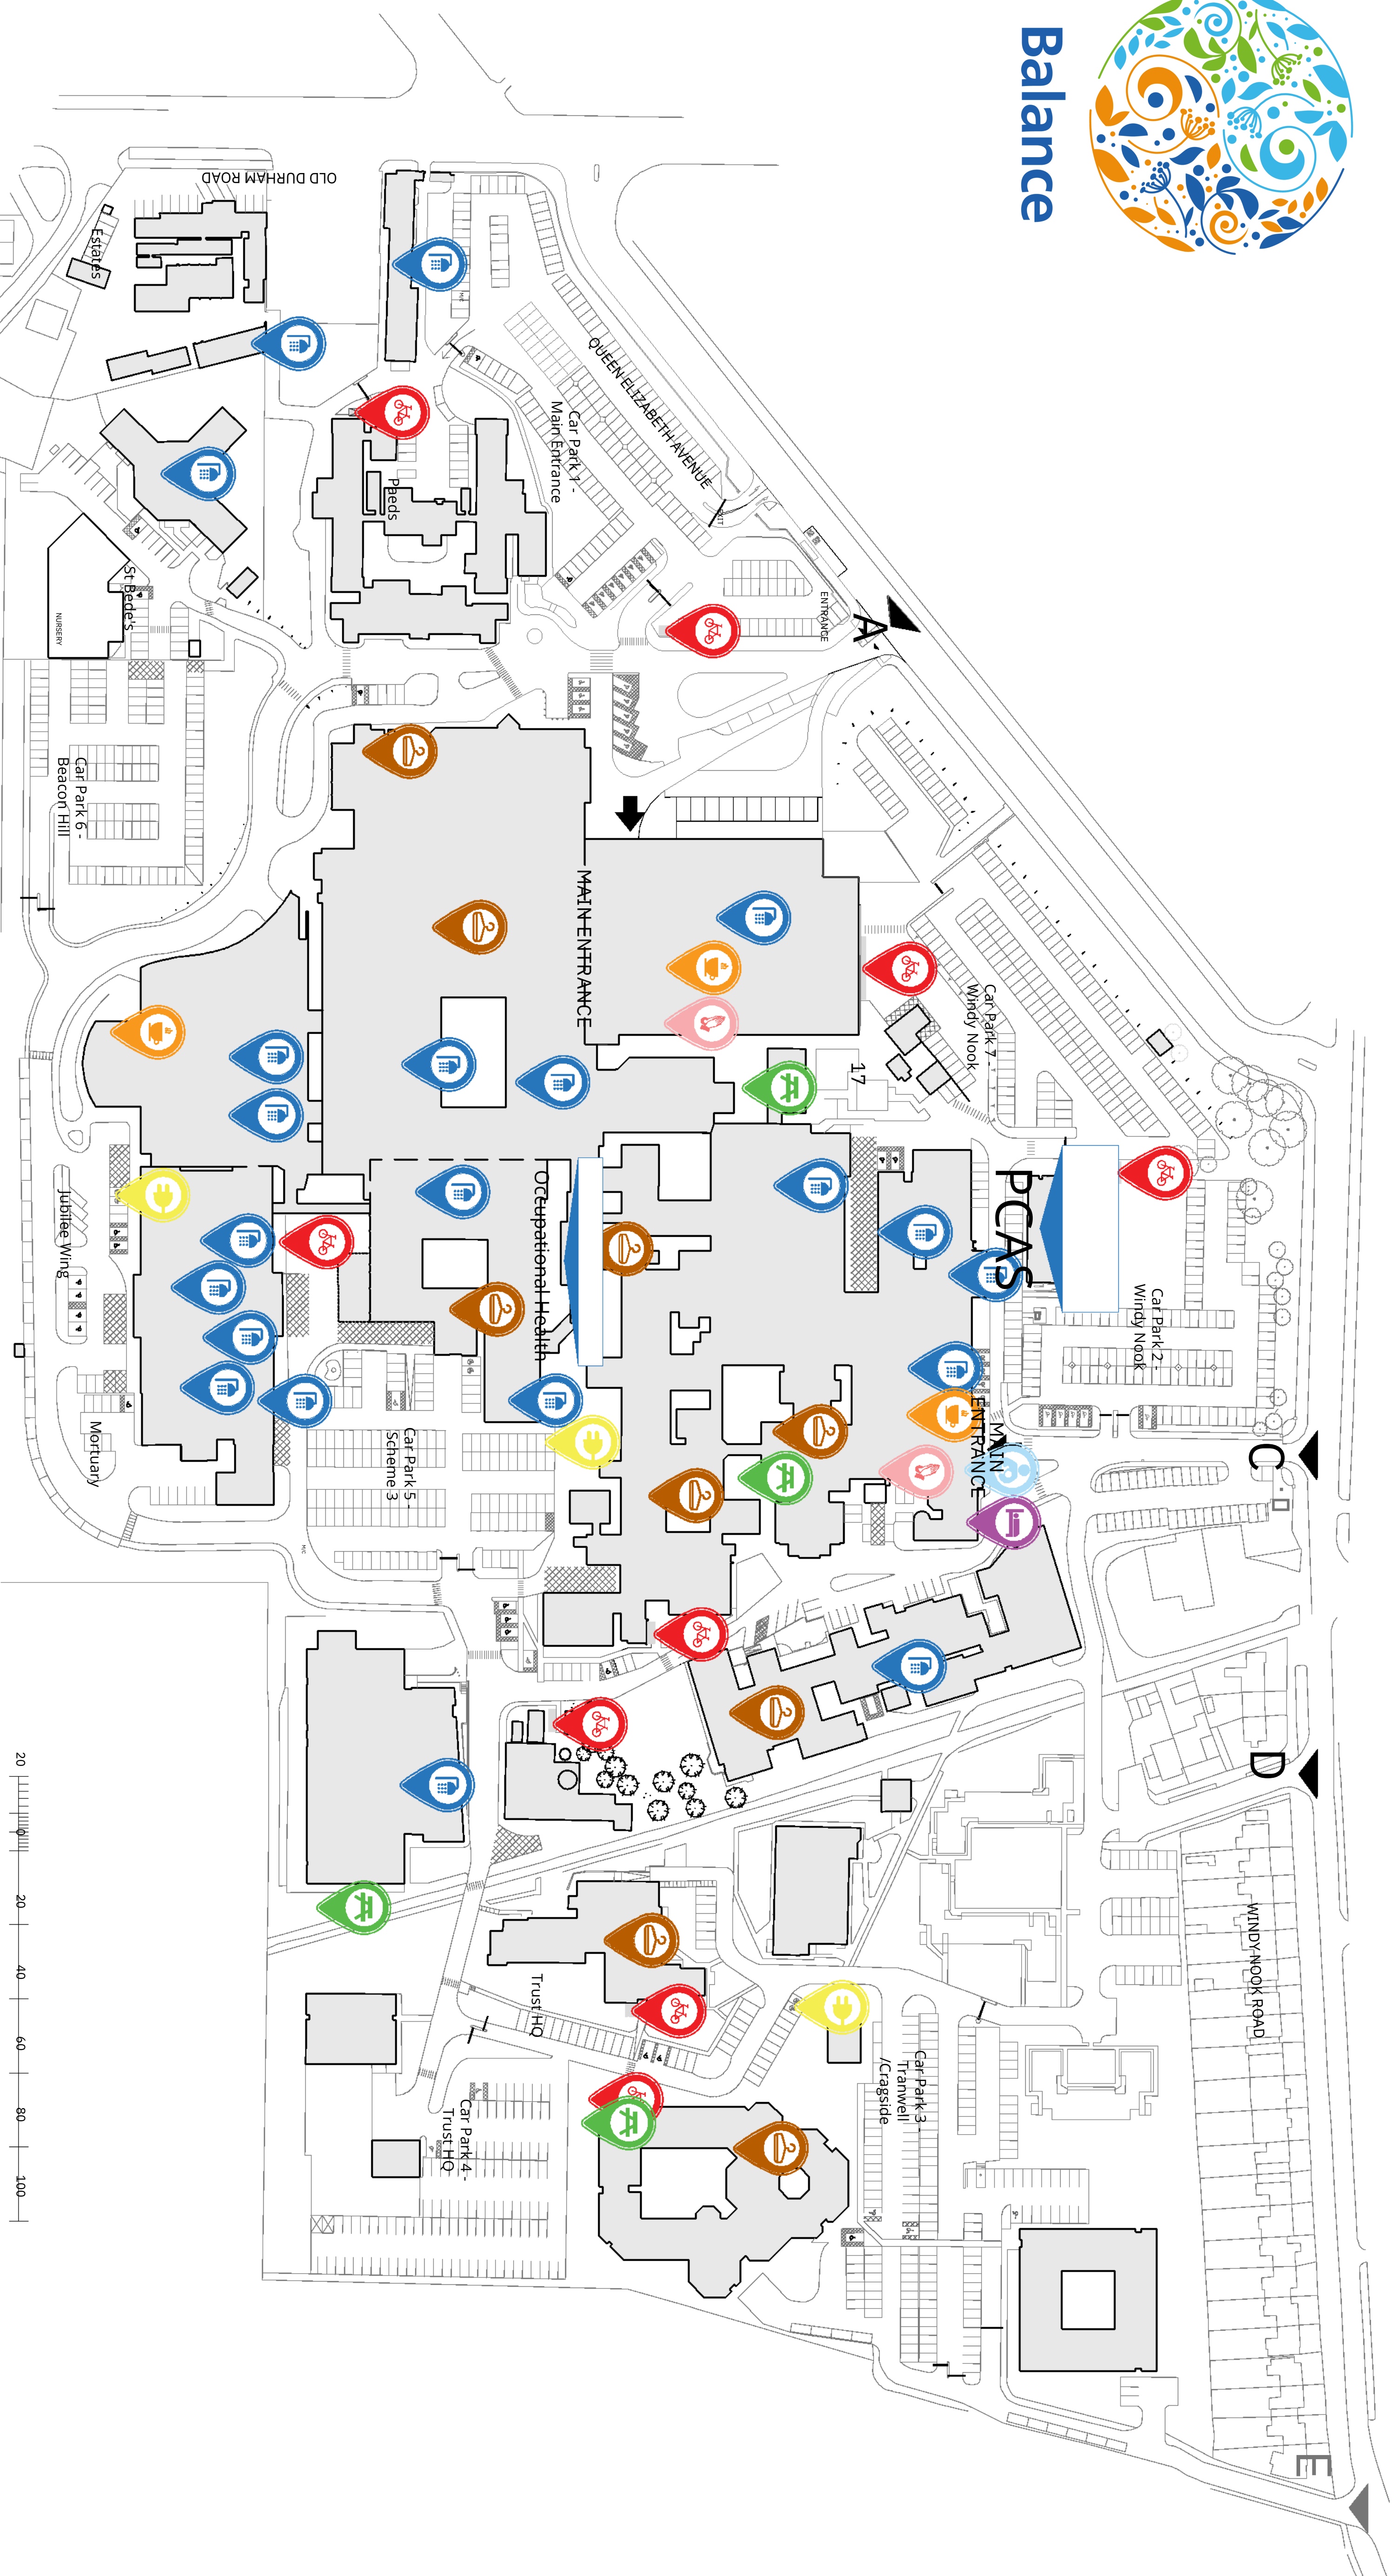 Balance
OLD DURHAM ROAD
Estates
QUEEN ELIZABETH AVENUE
Car Park 1 -
Main Entrance
Paeds
St Bede's
NURSERY
EXIT
ENTRANCE
A
Car Park 6 -
Beacon Hill
MAIN ENTRANCE
Car Park 7 -
Windy Nook
17
PCAS
Occupational Health
Jubilee Wing
Car Park 2 -
Windy Nook
MAIN
ENTRANCE
C
Mortuary
Car Park 5 -
Scheme 3
M/C
M/C
D
WINDY NOOK ROAD
Trust HQ
Car Park 3 -
Tranwell
/Cragside
Car Park 4 -
Trust HQ
E
20
0
20
40
60
80
100